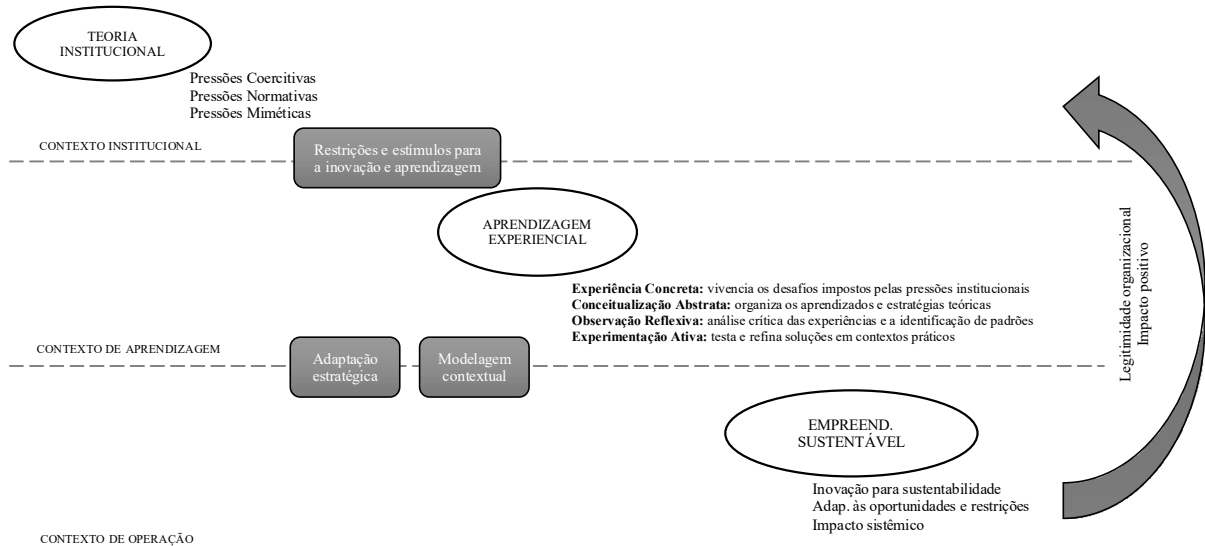 TEORIA
INSTITUCIONAL
Pressões Coercitivas
Pressões Normativas
Pressões Miméticas
CONTEXTO INSTITUCIONAL
Restrições e estímulos para
a inovação e aprendizagem
APRENDIZAGEM
EXPERIENCIAL
Experiência Concreta: vivencia os desafios impostos pelas pressões institucionais
Conceitualização Abstrata: organiza os aprendizados e estratégias teóricas
Observação Reflexiva: análise crítica das experiências e a identificação de padrões
Experimentação Ativa: testa e refina soluções em contextos práticos
CONTEXTO DE APRENDIZAGEM
Adaptação
estratégica
Modelagem
contextual
Legitimidade organizacional
Impacto positivo
EMPREEND.
SUSTENTÁVEL
Inovação para sustentabilidade
Adap. às oportunidades e restrições
Impacto sistêmico
CONTEXTO DE OPERAÇÃO